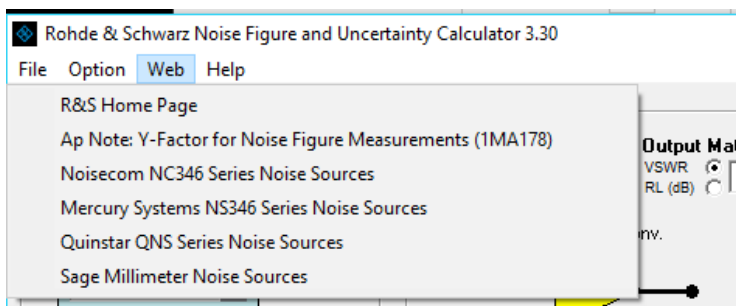 Rohde & Schwarz Noise Figure and Uncertainty Calculator 3.30
File Option Web Help
R&S Home Page
Ap Note: Y-Factor for Noise Figure Measurements (1MA178)
Noisecom NC346 Series Noise Sources
Mercury Systems NS346 Series Noise Sources
Quinstar QNS Series Noise Sources
Sage Millimeter Noise Sources
Output Mat
VSWR
RL (dB)
nv.